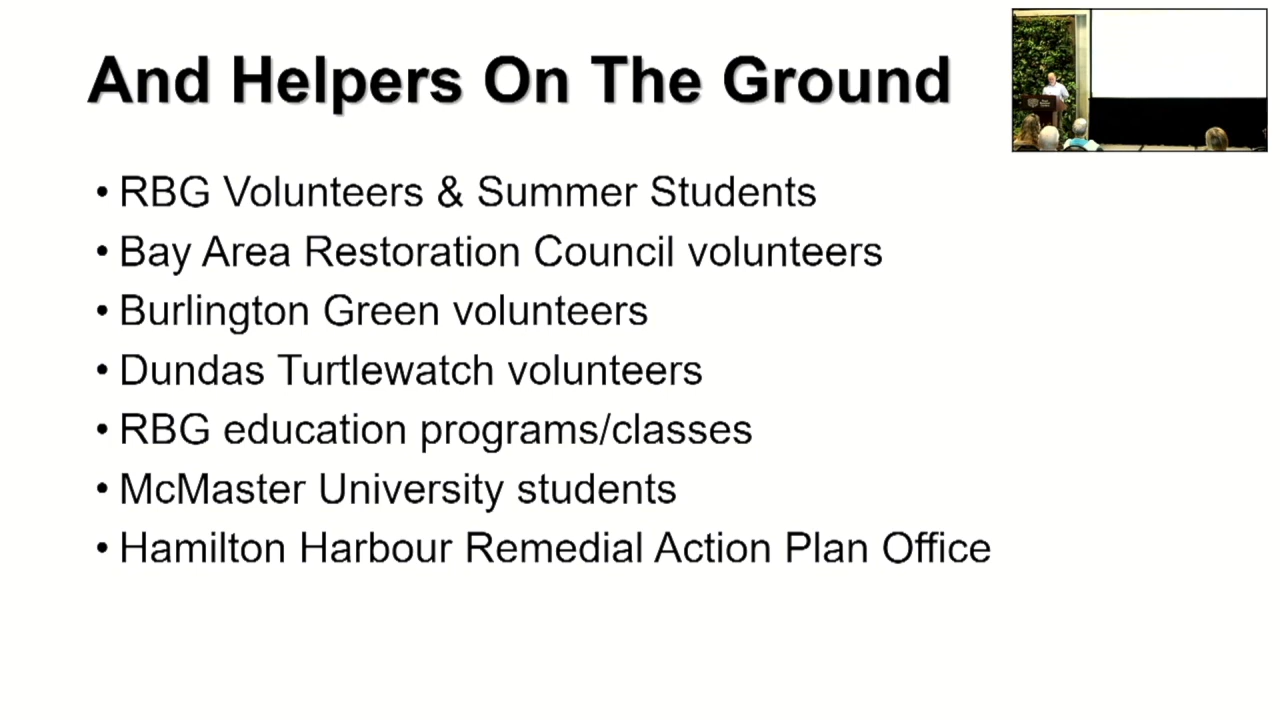 And Helpers On The Ground
• RBG Volunteers & Summer Students
• Bay Area Restoration Council volunteers
• Burlington Green volunteers
• Dundas Turtlewatch volunteers
• RBG education programs/classes
• McMaster University students
• Hamilton Harbour Remedial Action Plan Office